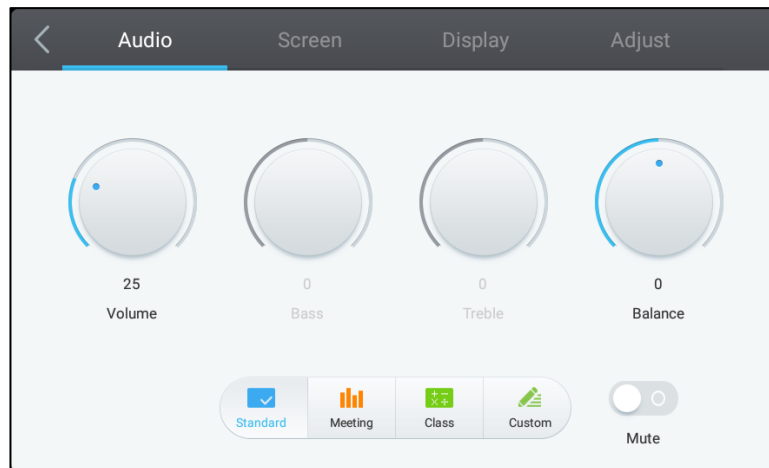 Audio Screen Display Adjust
25 0 0 0
Volume Bass Treble Balance
Standard Meeting Class Custom
Mute